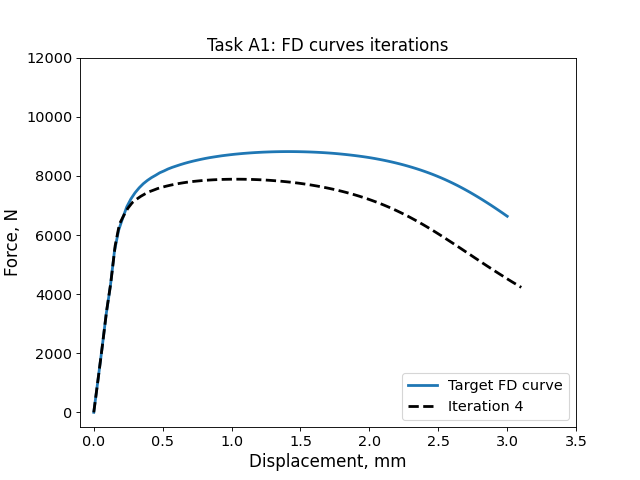 Task A1: FD curves iterations
Force, N
12000
10000
8000
6000
4000
2000
0
0.0 0.5 1.0 1.5 2.0 2.5 3.0 3.5
Displacement, mm
Target FD curve
Iteration 4